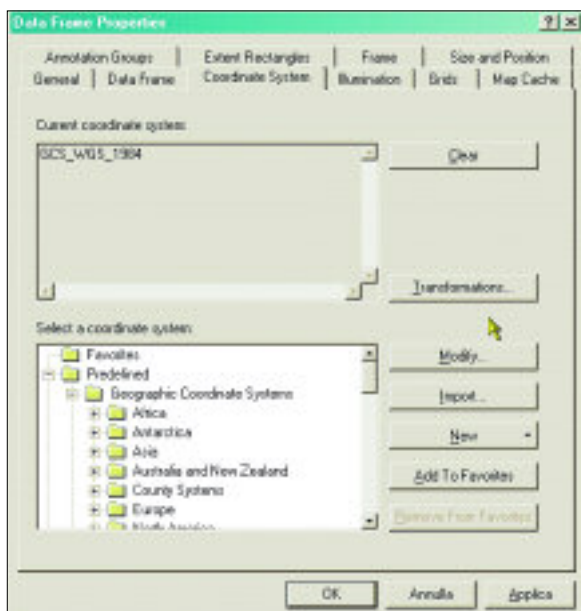 Data Frame Properties
Annotation Groups Extent Rectangles Frame Size and Position
General Data Frame Coordinate System Illumination Grids Map Cache
Current coordinate system:
GCS_WGS_1984
Clear
Transformations...
Select a coordinate system:
Favorites
Predefined
Geographic Coordinate Systems
Africa
Antarctica
Asia
Australia and New Zealand
County Systems
Europe
North America
Modify...
Import...
New
Add To Favorites
Remove From Favorites
OK Annulla Applica